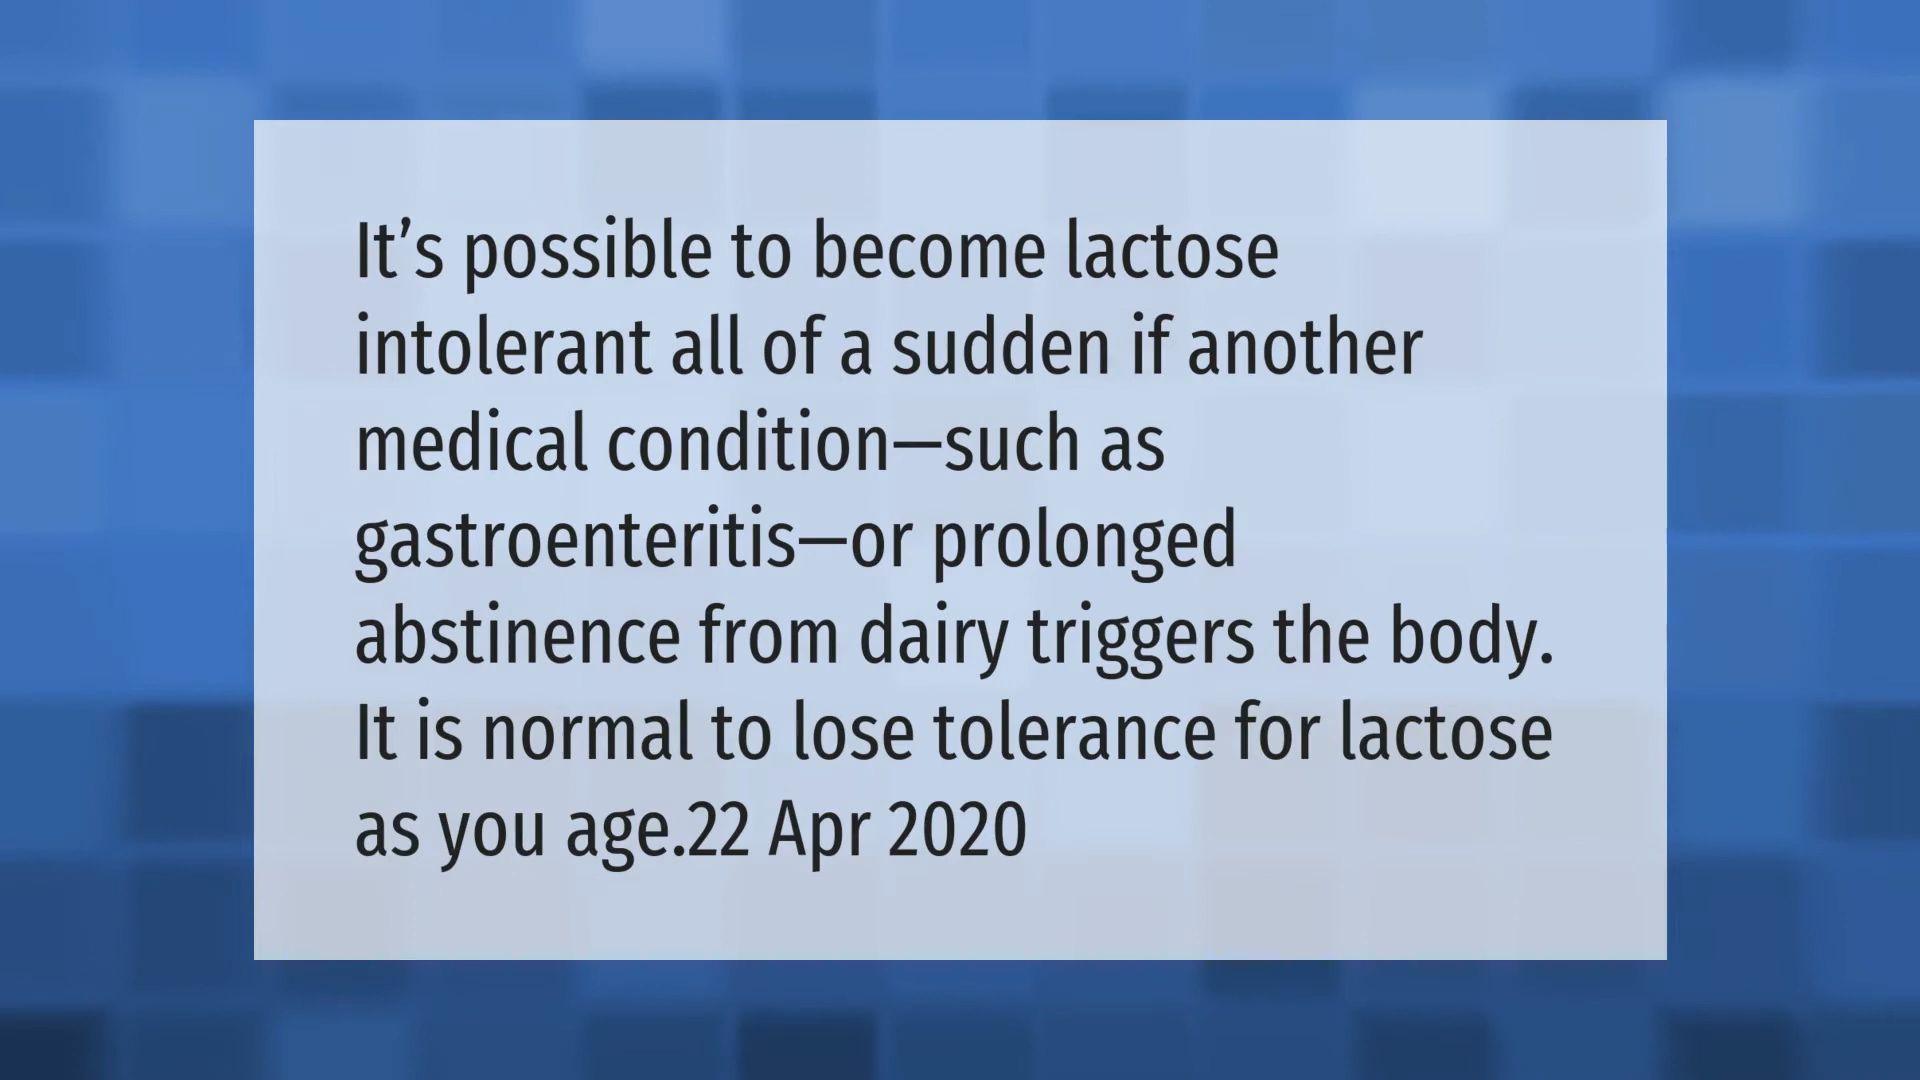 It’s possible to become lactose
intolerant all of a sudden if another
medical condition—such as
gastroenteritis—or prolonged
abstinence from dairy triggers the body.
It is normal to lose tolerance for lactose
as you age.22 Apr 2020